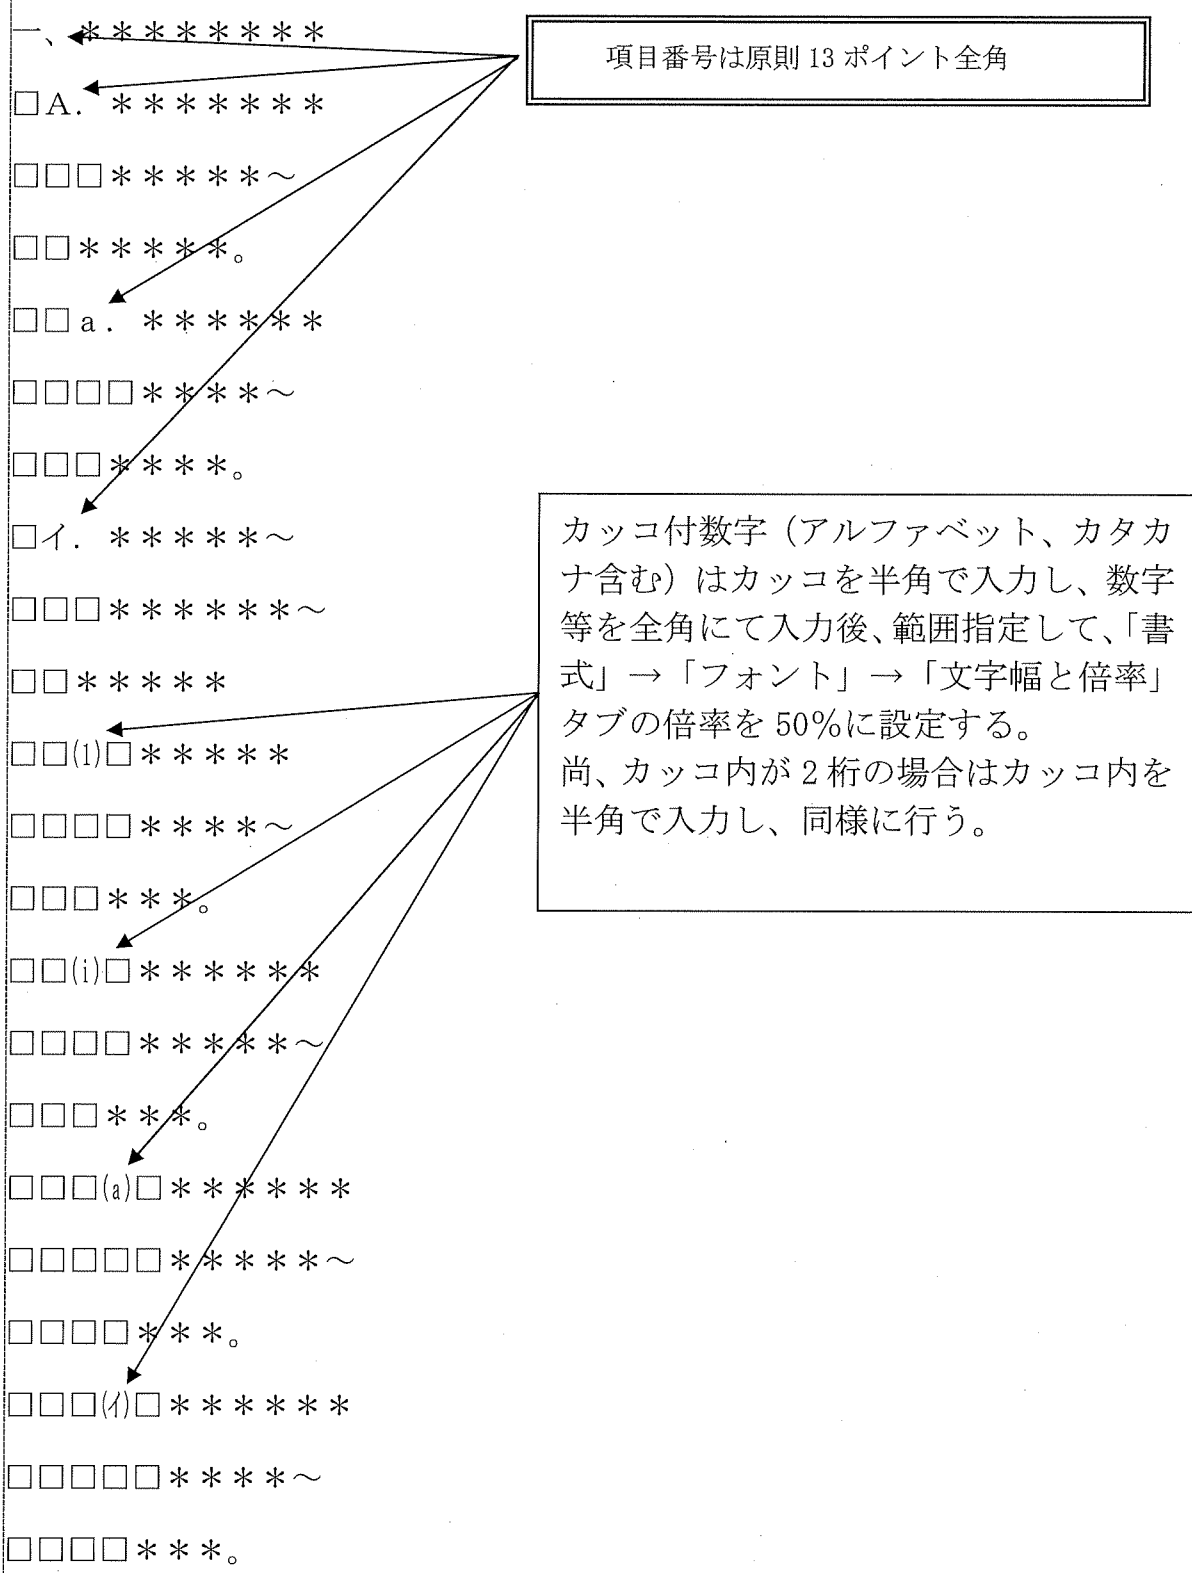 一、＊＊＊＊＊＊＊＊
□Ａ．＊＊＊＊＊＊＊
□□□＊＊＊＊＊～
□□＊＊＊＊＊。
□□ａ．＊＊＊＊＊＊
□□□□＊＊＊＊～
□□□＊＊＊＊。
□イ．＊＊＊＊＊～
□□□＊＊＊＊＊＊～
□□＊＊＊＊＊
□□(1)□＊＊＊＊＊
□□□□＊＊＊＊～
□□□＊＊＊。
□□(i)□＊＊＊＊＊＊
□□□□＊＊＊＊＊～
□□□＊＊＊。
□□□(a)□＊＊＊＊＊＊
□□□□□＊＊＊＊＊～
□□□□＊＊＊。
□□□(イ)□＊＊＊＊＊＊
□□□□□＊＊＊＊～
□□□□＊＊＊。
項目番号は原則 13 ポイント全角
カッコ付数字（アルファベット、カタカ
ナ含む）はカッコを半角で入力し、数字
等を全角にて入力後、範囲指定して、「書
式」→「フォント」→「文字幅と倍率」
タブの倍率を 50％に設定する。
尚、カッコ内が 2 桁の場合はカッコ内を
半角で入力し、同様に行う。